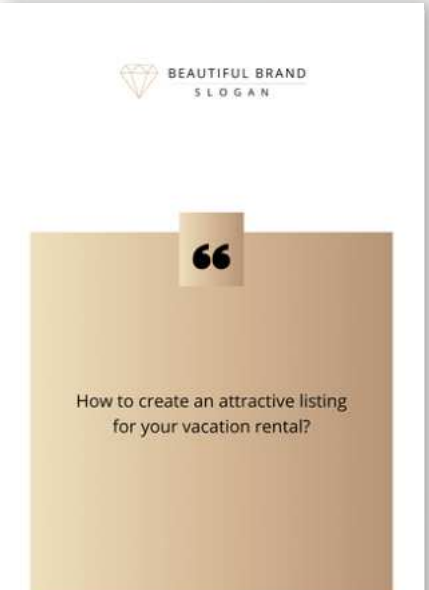 BEAUTIFUL BRAND
SLOGAN
“
How to create an attractive listing
for your vacation rental?